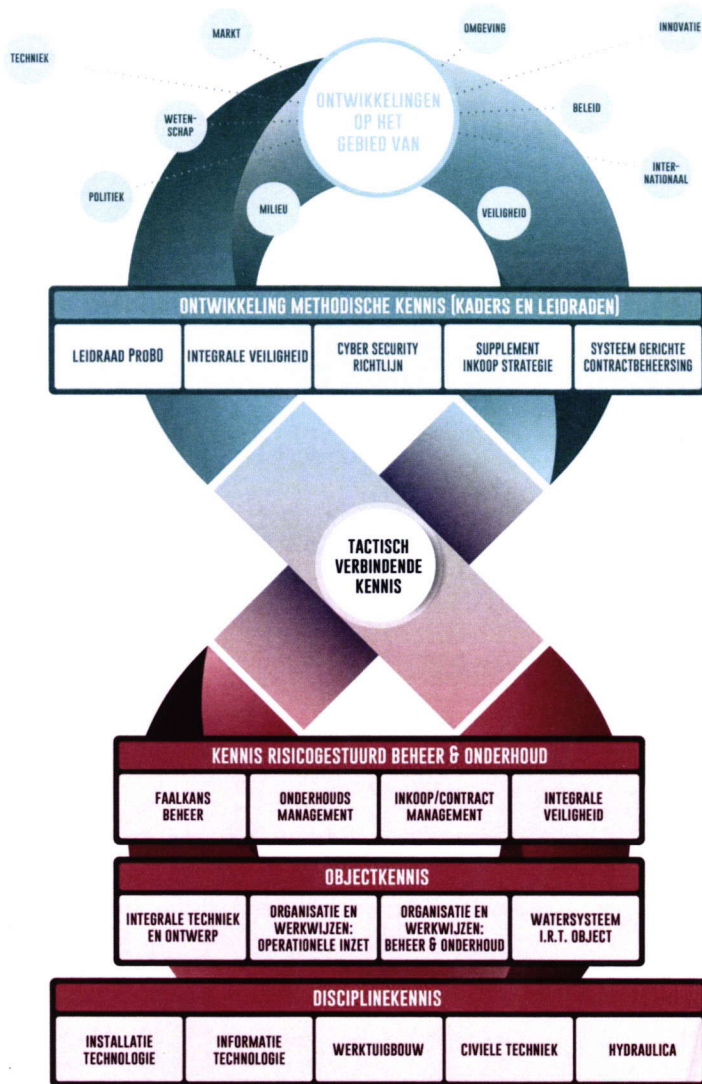 MARKT
OMGEVING
INNOVATIE
TECHNIEK
ONTWIKKELINGEN
OP HET
GEBIED VAN
WETEN-
SCHAP
BELEID
POLITIEK
INTER-
NATIONAAL
MILIEU
VEILIGHEID
ONTWIKKELING METHODISCHE KENNIS (KADERS EN LEIDRADEN)
LEIDRAAD PROBO
INTEGRALE VEILIGHEID
CYBER SECURITY
RICHTLIJN
SUPPLEMENT
INKOOP STRATEGIE
SYSTEEM GERICHTE
CONTRACTBEHEERSING
TACTISCH
VERBINDENDE
KENNIS
KENNIS RISICOGESTUURD BEHEER & ONDERHOUD
FAALKANS
BEHEER
ONDERHOUDS
MANAGEMENT
INKOOP/CONTRACT
MANAGEMENT
INTEGRALE
VEILIGHEID
OBJECTKENNIS
INTEGRALE TECHNIEK
EN ONTWERP
ORGANISATIE EN
WERKWIJZEN:
OPERATIONELE INZET
ORGANISATIE EN
WERKWIJZEN:
BEHEER & ONDERHOUD
WATERSYSTEEM
I.R.T. OBJECT
DISCIPLINEKENNIS
INSTALLATIE
TECHNOLOGIE
INFORMATIE
TECHNOLOGIE
WERKTUIGBOUW
CIVIELE TECHNIEK
HYDRAULICA